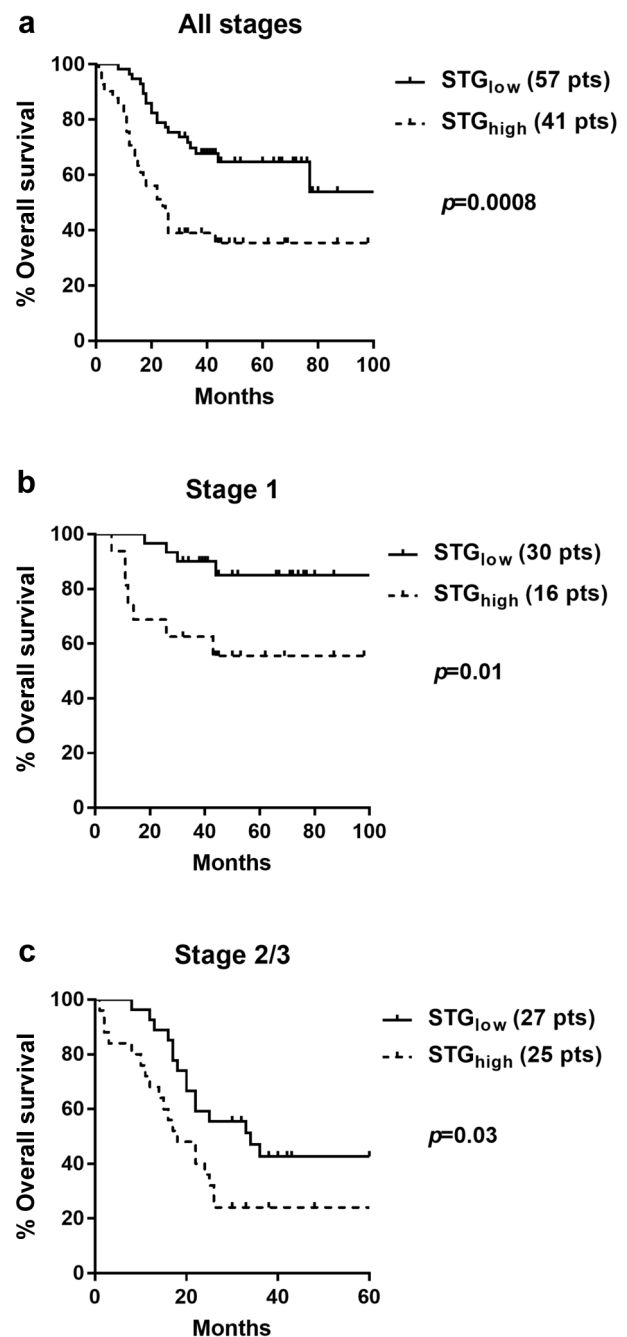 a
All stages
% Overall survival
100
80
60
40
20
0
0 20 40 60 80 100
Months
STGlow (57 pts)
STGhigh (41 pts)
p=0.0008
b
Stage 1
% Overall survival
100
80
60
40
20
0
0 20 40 60 80 100
Months
STGlow (30 pts)
STGhigh (16 pts)
p=0.01
c
Stage 2/3
% Overall survival
100
80
60
40
20
0
0 20 40 60
Months
STGlow (27 pts)
STGhigh (25 pts)
p=0.03